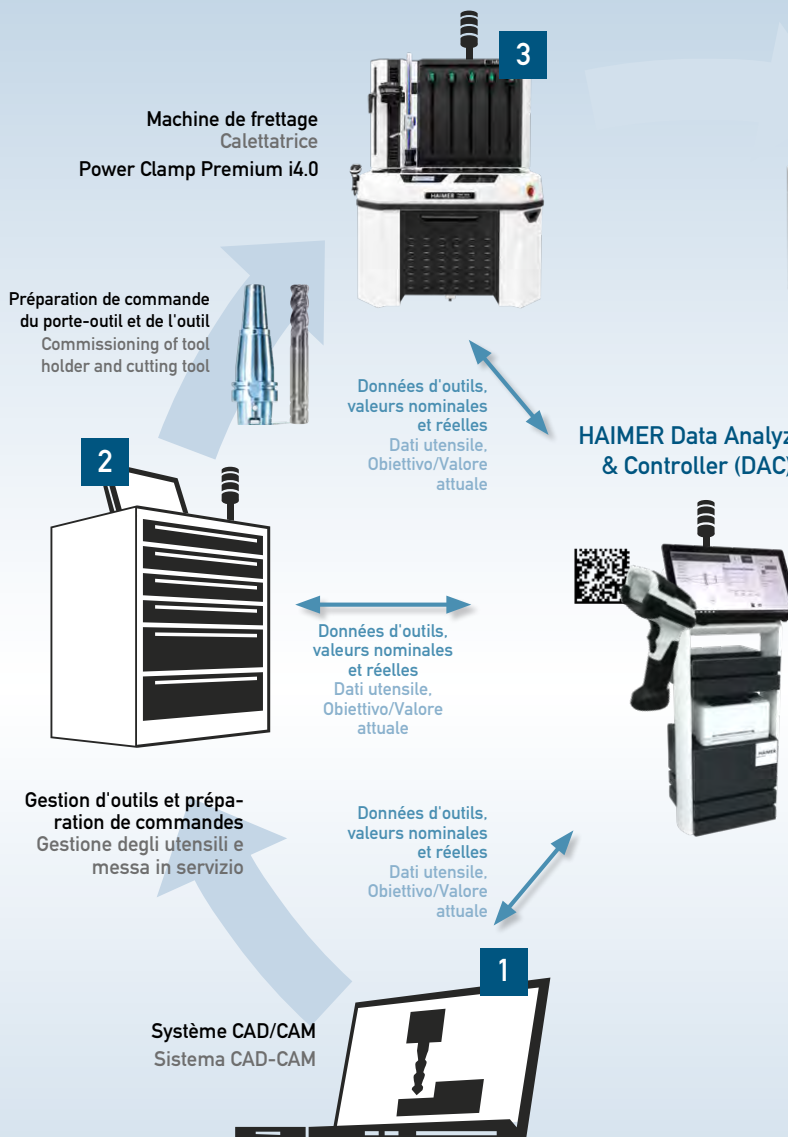 3
Machine de frettage
Calettatrice
Power Clamp Premium i4.0
HAIMER
Préparation de commande
du porte-outil et de l'outil
Commissioning of tool
holder and cutting tool
Données d'outils,
valeurs nominales
et réelles
Dati utensile,
Obiettivo/Valore
attuale
HAIMER Data Analyz
& Controller (DAC)
2
Données d'outils,
valeurs nominales
et réelles
Dati utensile,
Obiettivo/Valore
attuale
HAIMER
Gestion d'outils et prépa-
ration de commandes
Gestione degli utensili e
messa in servizio
Données d'outils,
valeurs nominales
et réelles
Dati utensile,
Obiettivo/Valore
attuale
1
Système CAD/CAM
Sistema CAD-CAM